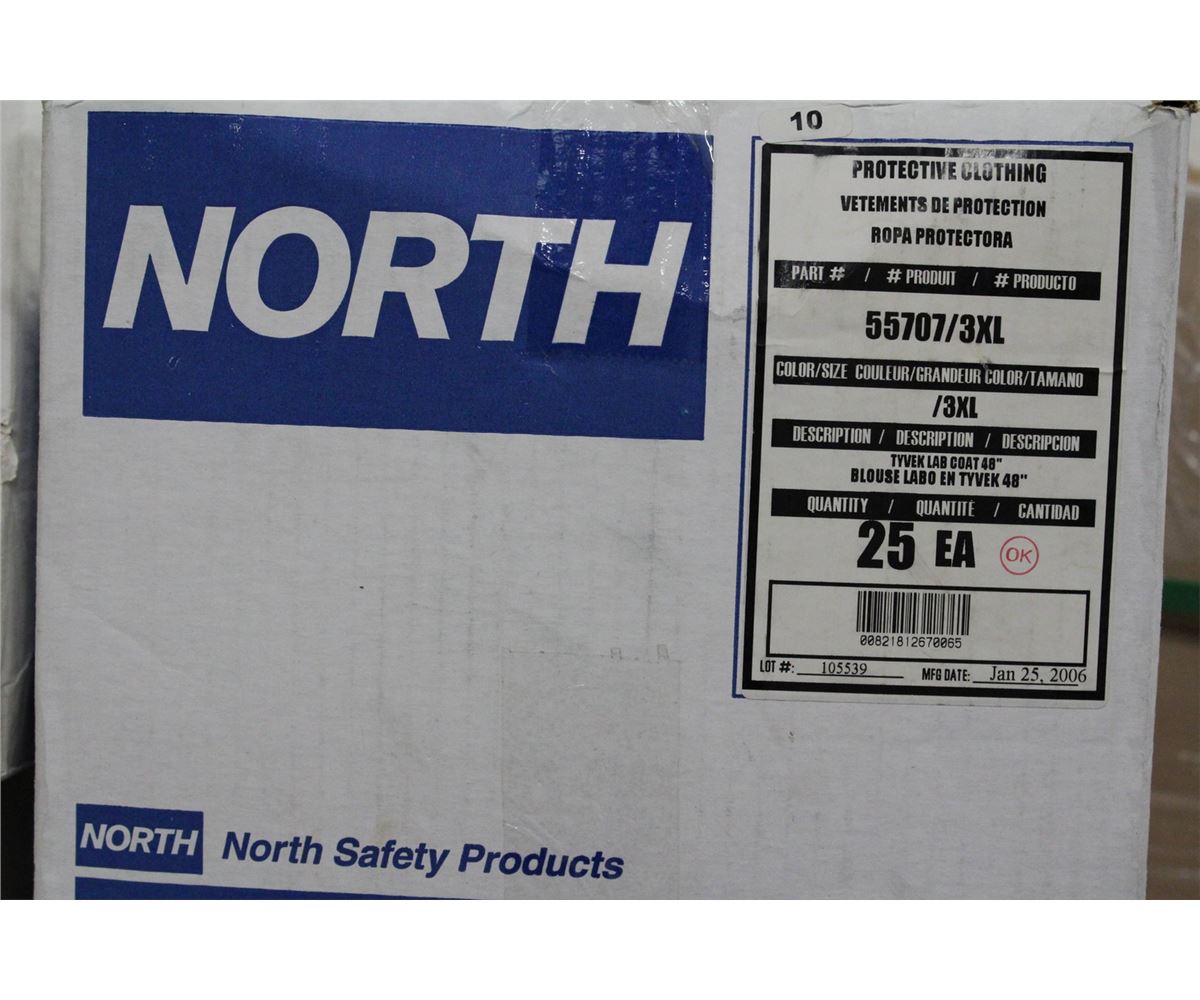 NORTH
10
PROTECTIVE CLOTHING
VETEMENTS DE PROTECTION
ROPA PROTECTORA
PART # / # PRODUIT / # PRODUCTO
55707/3XL
COLOR/SIZE COULEUR/GRANDEUR COLOR/TAMANO
/3XL
DESCRIPTION / DESCRIPTION / DESCRIPCION
TYVEK LAB COAT 48"
BLOUSE LABO EN TYVEK 48"
QUANTITY / QUANTITÉ / CANTIDAD
25 EA
OK
00821812670065
LOT #: 105539 MFG DATE: Jan 25, 2006
NORTH North Safety Products